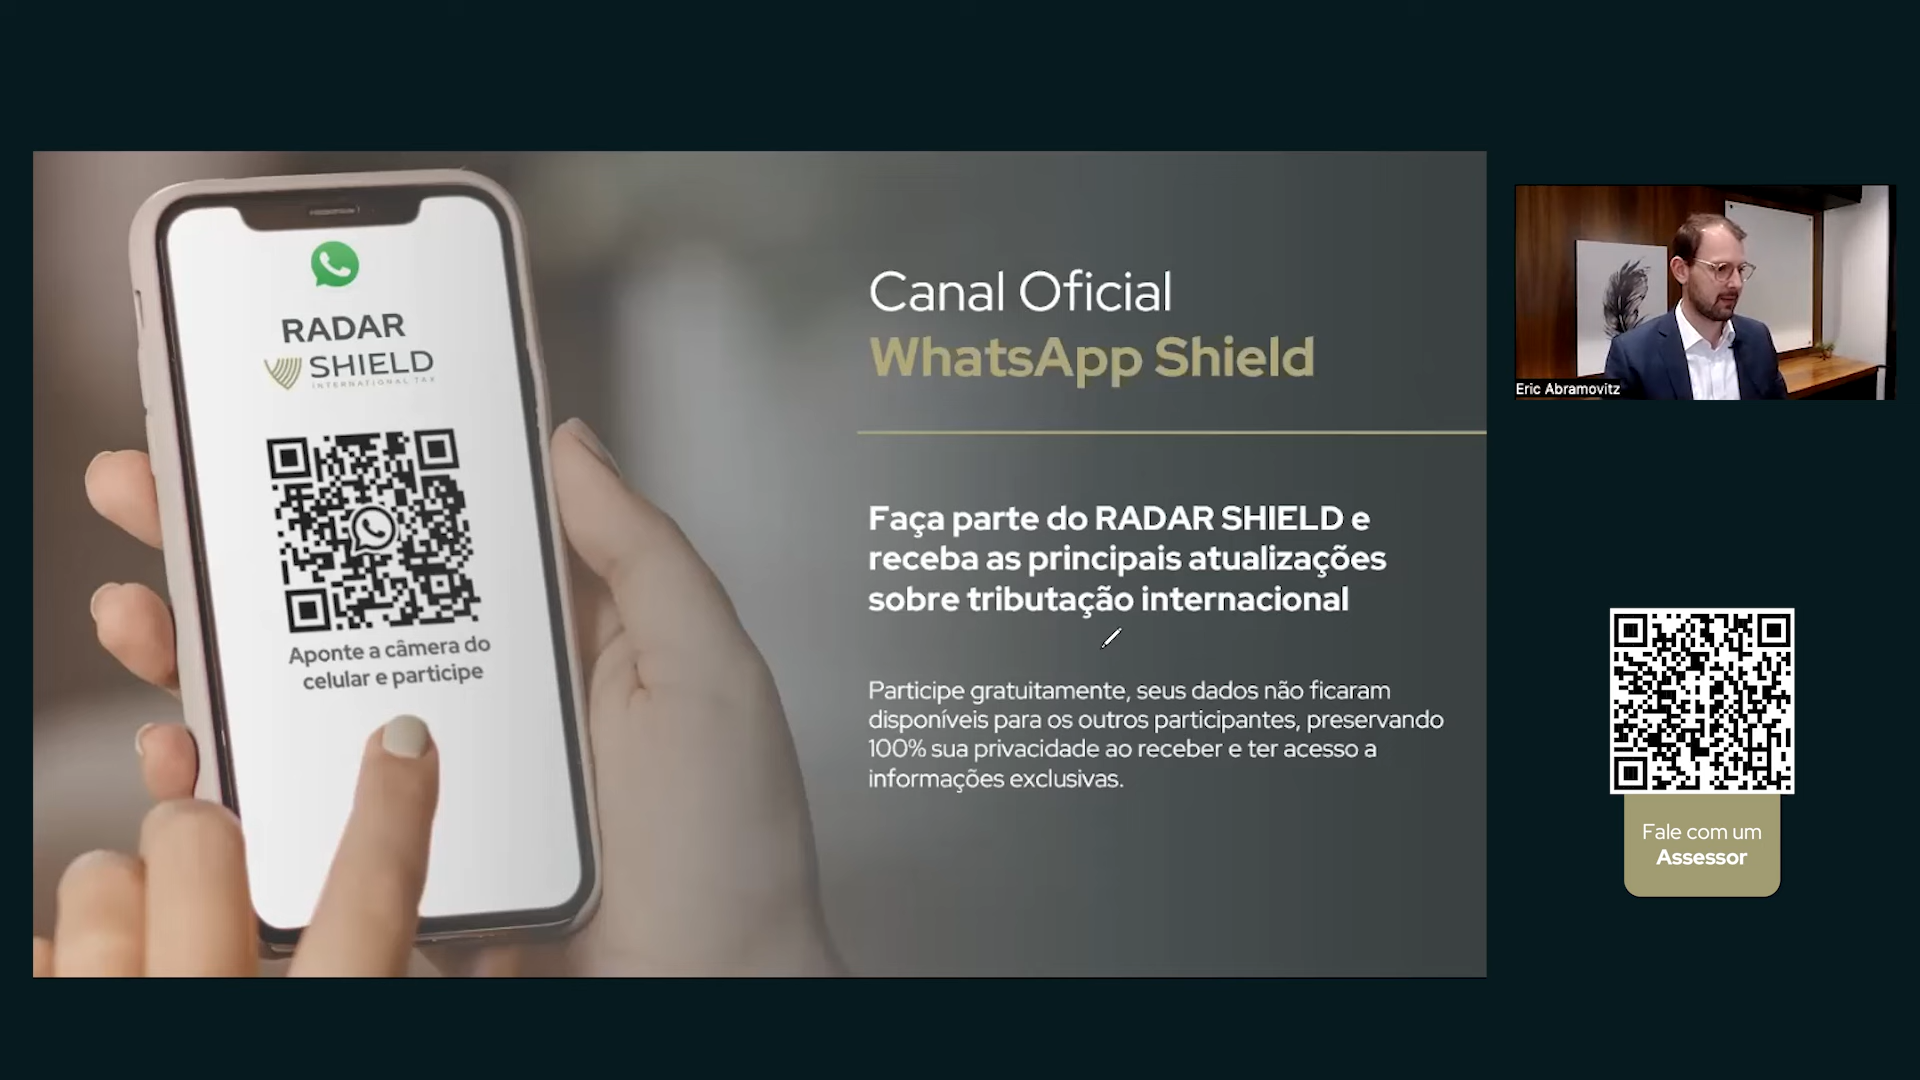 RADAR
SHIELD
INTERNATIONAL TAX
Aponte a câmera do
celular e participe
Canal Oficial
WhatsApp Shield
Faça parte do RADAR SHIELD e
receba as principais atualizações
sobre tributação internacional
Participe gratuitamente, seus dados não ficaram
disponíveis para os outros participantes, preservando
100% sua privacidade ao receber e ter acesso a
informações exclusivas.
Eric Abramovitz
Fale com um
Assessor